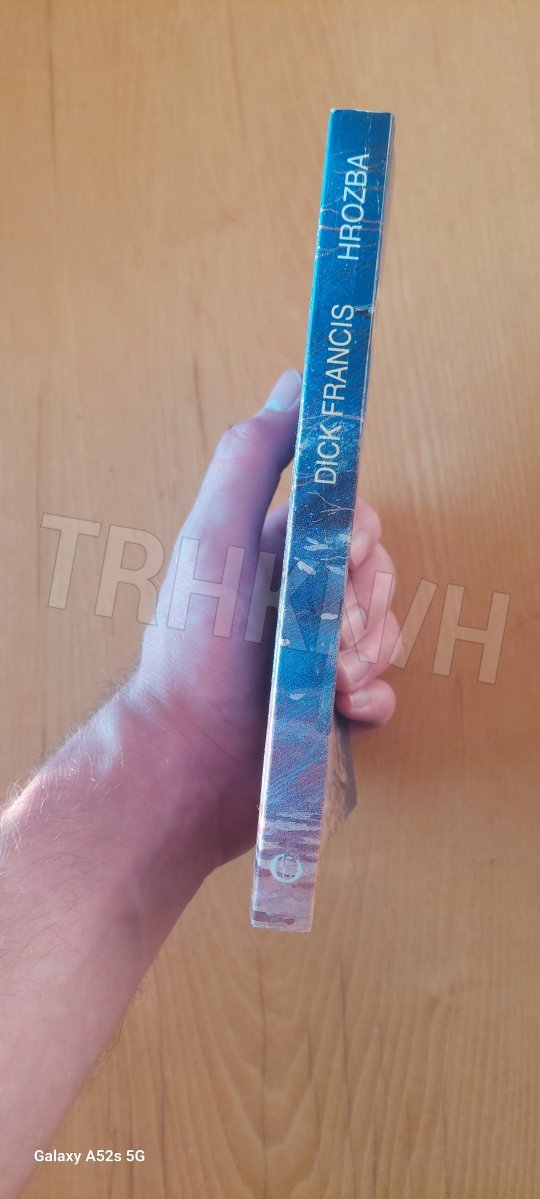 DICK FRANCIS HROZBA
TRHKNIH
Galaxy A52s 5G